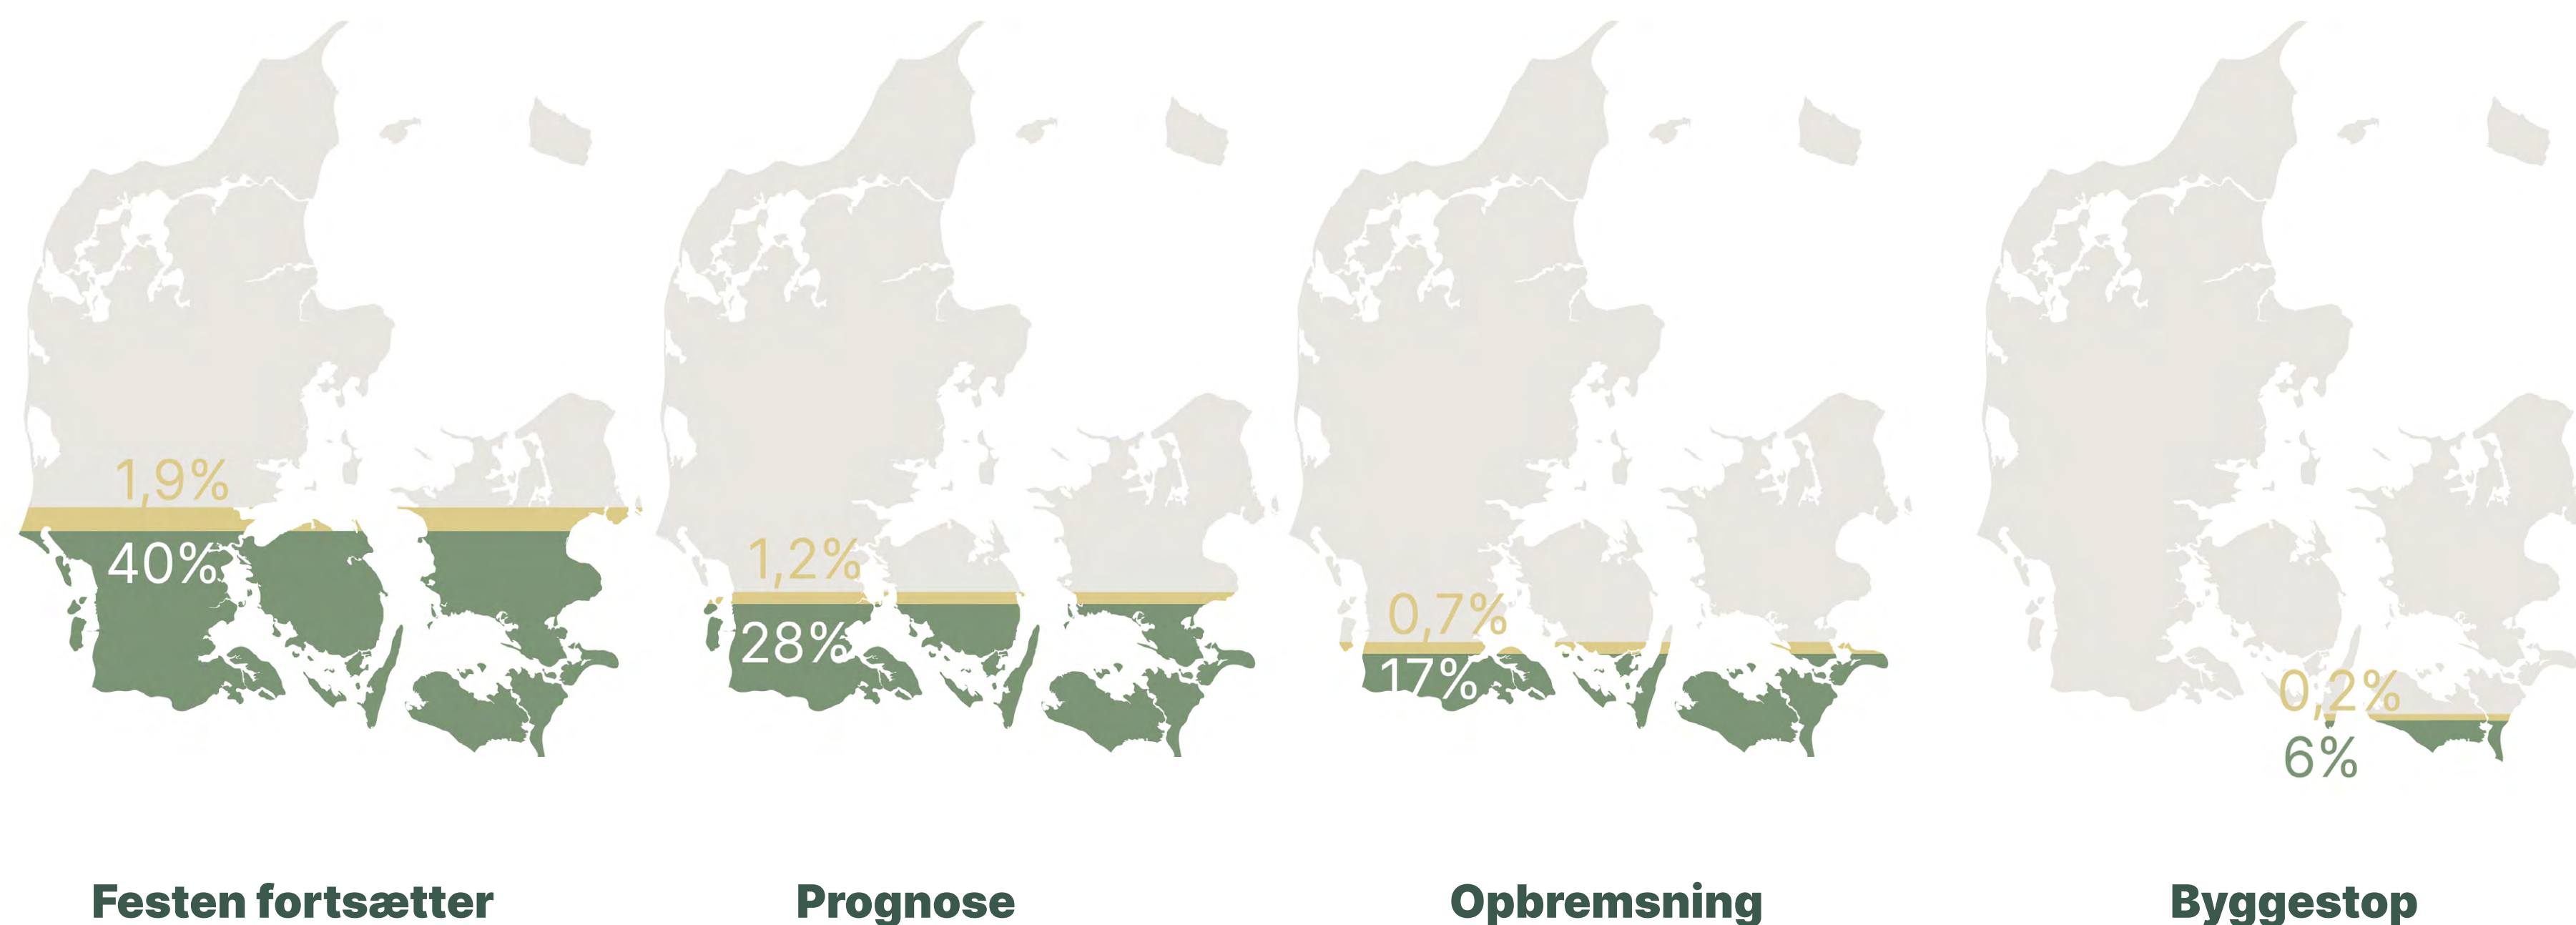 1,9%
40%
1,2%
28%
0,7%
17%
0,2%
6%
Festen fortsætter
Prognose
Opbremsning
Byggestop